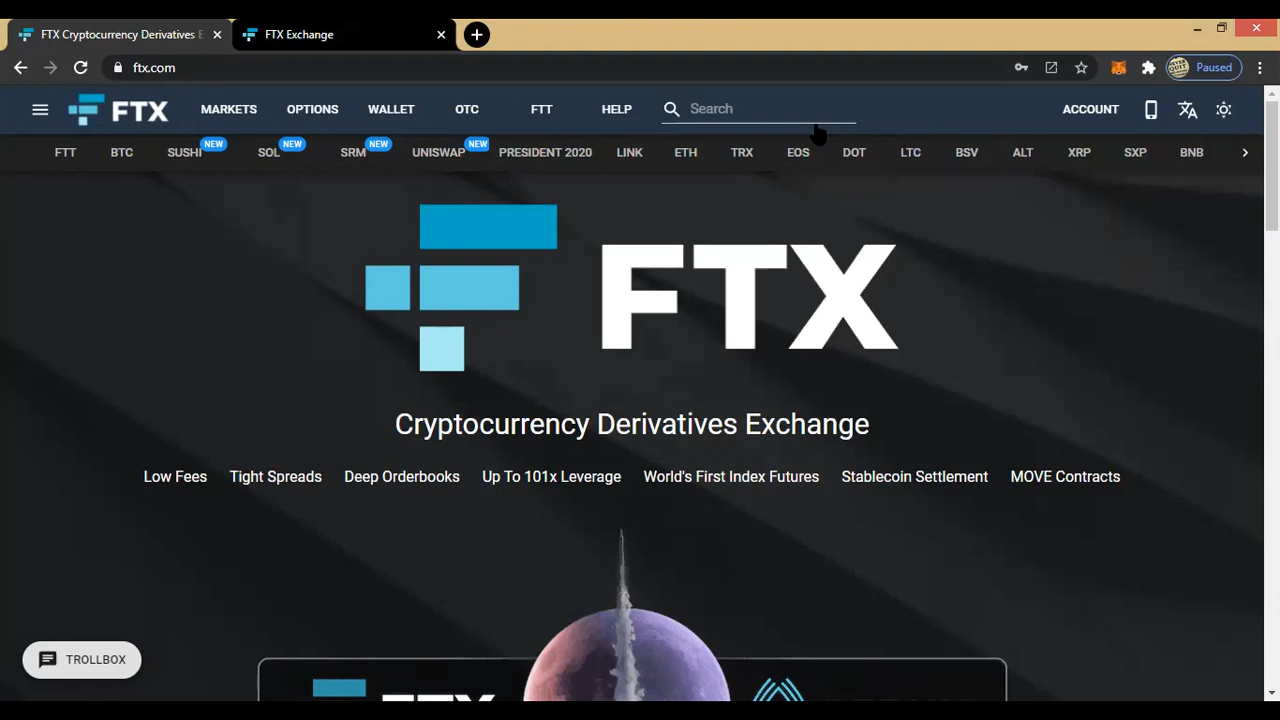 FTX Cryptocurrency Derivatives E
FTX Exchange
ftx.com
Paused
FTX
MARKETS
OPTIONS
WALLET
OTC
FTT
HELP
Search
ACCOUNT
FTT
BTC
SUSHI NEW
SOL NEW
SRM NEW
UNISWAP NEW
PRESIDENT 2020
LINK
ETH
TRX
EOS
DOT
LTC
BSV
ALT
XRP
SXP
BNB
FTX
Cryptocurrency Derivatives Exchange
Low Fees
Tight Spreads
Deep Orderbooks
Up To 101x Leverage
World's First Index Futures
Stablecoin Settlement
MOVE Contracts
TROLLBOX